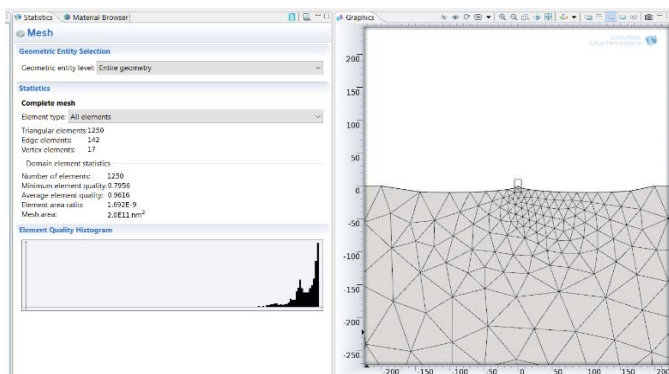 Statistics Material Browser
Mesh
Geometric Entity Selection
Geometric entity level: Entire geometry
Statistics
Complete mesh
Element type: All elements
Triangular elements:1250
Edge elements: 142
Vertex elements: 17
Domain element statistics
Number of elements: 1250
Minimum element quality:0.7956
Average element quality: 0.9616
Element area ratio: 1.692E-9
Mesh area: 2.0E11 nm²
Element Quality Histogram
Graphics
COMSOL
MULTIPHYSICS
200
150
100
50
0
-50
-100
-150
-200
-250
-200 -150 -100 -50 0 50 100 150 200